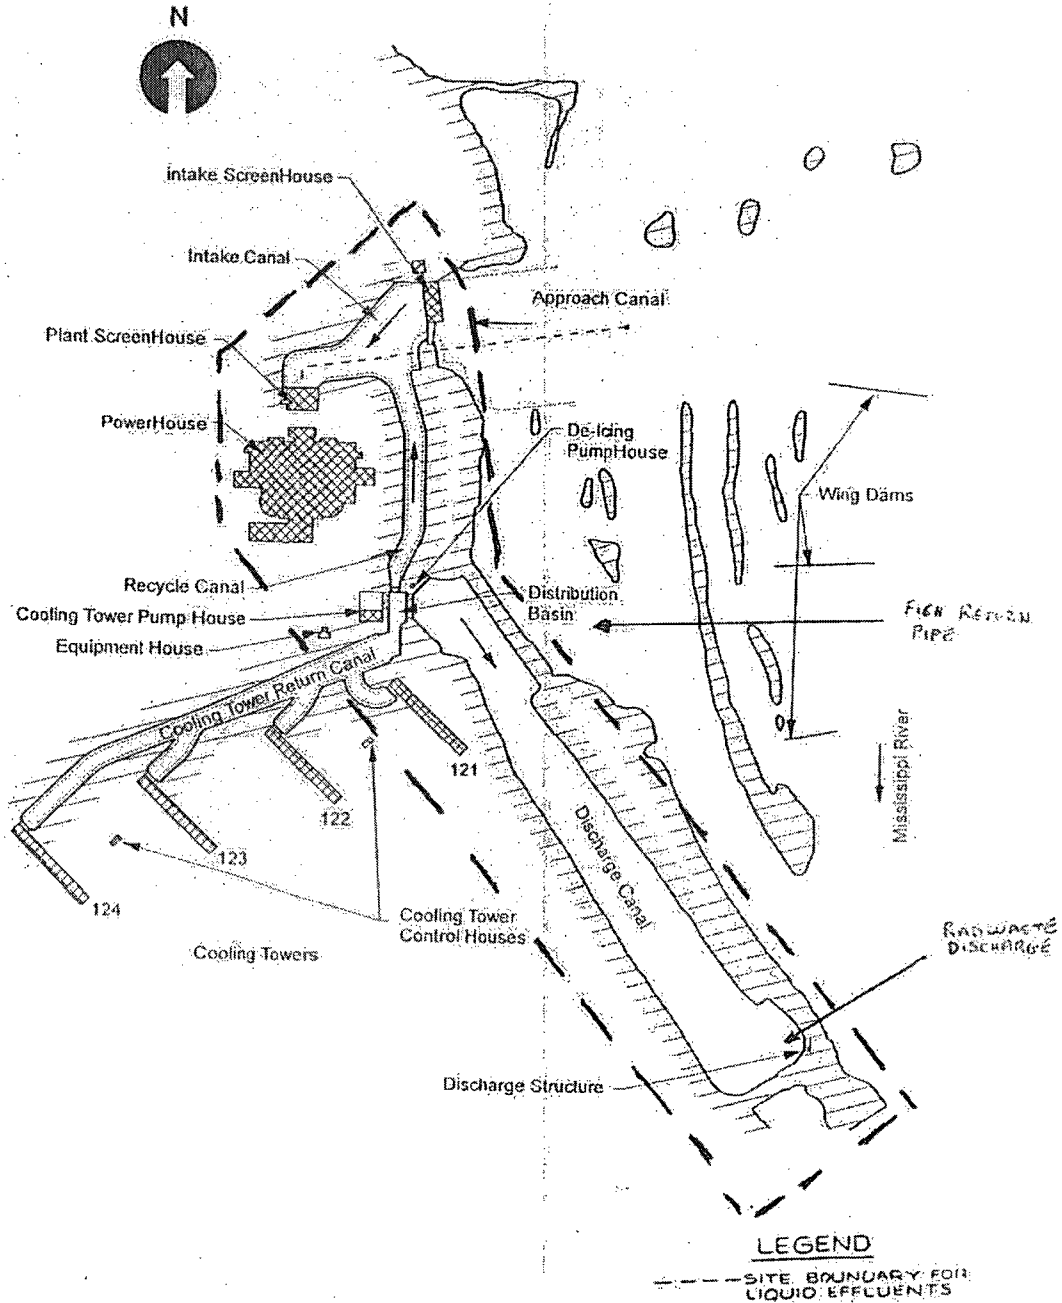 N
Intake ScreenHouse
Intake Canal
Approach Canal
Plant ScreenHouse
PowerHouse
De-Icing
PumpHouse
Wing Dams
Recycle Canal
Distribution
Basin
Cooling Tower Pump House
FISH RETURN
PIPE
Equipment House
Cooling Tower Return Canal
121
Mississippi River
122
Discharge Canal
123
124
Cooling Tower
Control Houses
RADWASTE
DISCHARGE
Cooling Towers
Discharge Structure
LEGEND
SITE BOUNDARY FOR
LIQUID EFFLUENTS